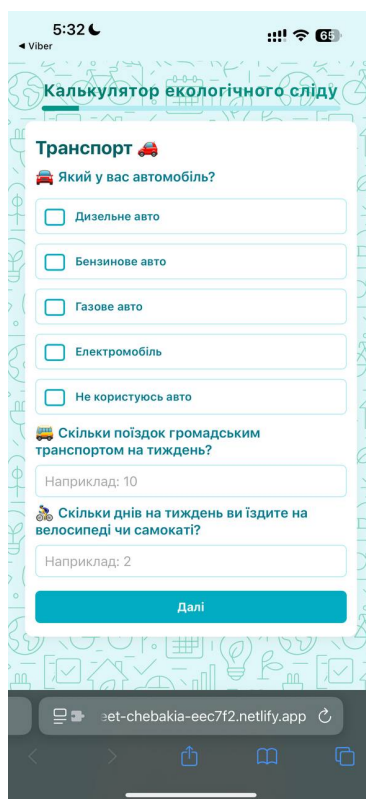 5:32
65
◀ Viber
Калькулятор екологічного сліду
Транспорт 🚗
🚘 Який у вас автомобіль?
Дизельне авто
Бензинове авто
Газове авто
Електромобіль
Не користуюсь авто
🚌 Скільки поїздок громадським
транспортом на тиждень?
Наприклад: 10
🚴 Скільки днів на тиждень ви їздите на
велосипеді чи самокаті?
Наприклад: 2
Далі
eet-chebakia-eec7f2.netlify.app